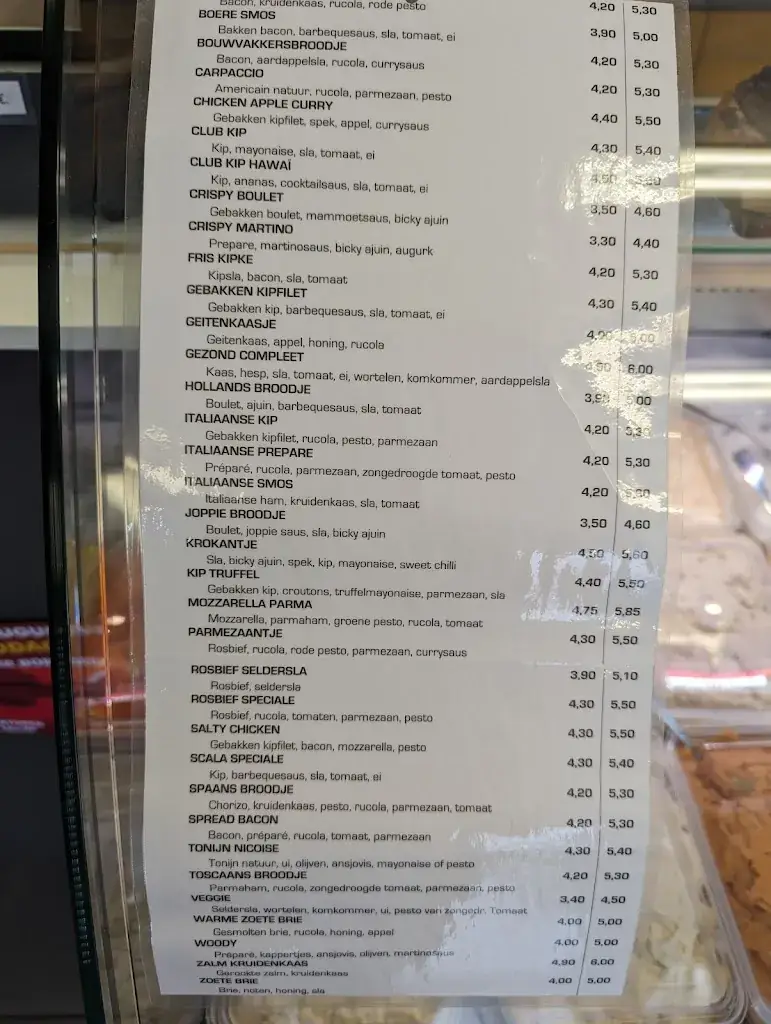 Bacon, kruidenkaas, rucola, rode pesto 4,20 5,30
BOERE SMOS
Bakken bacon, barbequesaus, sla, tomaat, ei 3,90 5,00
BOUWVAKKERSBROODJE
Bacon, aardappelsla, rucola, currysaus 4,20 5,30
CARPACCIO
Americain natuur, rucola, parmezaan, pesto 4,20 5,30
CHICKEN APPLE CURRY
Gebakken kipfilet, spek, appel, currysaus 4,40 5,50
CLUB KIP
Kip, mayonaise, sla, tomaat, ei 4,30 5,40
CLUB KIP HAWAÏ
Kip, ananas, cocktailsaus, sla, tomaat, ei 4,50
CRISPY BOULET
Gebakken boulet, mammoetsaus, bicky ajuin 3,50 4,60
CRISPY MARTINO
Prepare, martinosaus, bicky ajuin, augurk 3,30 4,40
FRIS KIPKE
Kipsla, bacon, sla, tomaat 4,20 5,30
GEBAKKEN KIPFILET
Gebakken kip, barbequesaus, sla, tomaat, ei 4,30 5,40
GEITENKAASJE
Geitenkaas, appel, honing, rucola
GEZOND COMPLEET
Kaas, hesp, sla, tomaat, ei, wortelen, komkommer, aardappelsla 6,00
HOLLANDS BROODJE
Boulet, ajuin, barbequesaus, sla, tomaat
ITALIAANSE KIP
Gebakken kipfilet, rucola, pesto, parmezaan 4,20
ITALIAANSE PREPARE
Préparé, rucola, parmezaan, zongedroogde tomaat, pesto 4,20 5,30
ITALIAANSE SMOS
Italiaanse ham, kruidenkaas, sla, tomaat 4,20
JOPPIE BROODJE
Boulet, joppie saus, sla, bicky ajuin 3,50 4,60
KROKANTJE
Sla, bicky ajuin, spek, kip, mayonaise, sweet chilli 4,50 5,60
KIP TRUFFEL
Gebakken kip, croutons, truffelmayonaise, parmezaan, sla 4,40 5,50
MOZZARELLA PARMA
Mozzarella, parmaham, groene pesto, rucola, tomaat 4,75 5,85
PARMEZAANTJE
Rosbief, rucola, rode pesto, parmezaan, currysaus 4,30 5,50
ROSBIEF SELDERSLA 3,90 5,10
Rosbief, seldersla
ROSBIEF SPECIALE 4,30 5,50
Rosbief, rucola, tomaten, parmezaan, pesto
SALTY CHICKEN 4,30 5,50
Gebakken kipfilet, bacon, mozzarella, pesto
SCALA SPECIALE 4,30 5,40
Kip, barbequesaus, sla, tomaat, ei
SPAANS BROODJE 4,20 5,30
Chorizo, kruidenkaas, pesto, rucola, parmezaan, tomaat
SPREAD BACON 4,20 5,30
Bacon, préparé, rucola, tomaat, parmezaan
TONIJN NICOISE 4,30 5,40
Tonijn natuur, ui, olijven, ansjovis, mayonaise of pesto
TOSCAANS BROODJE 4,20 5,30
Parmaham, rucola, zongedroogde tomaat, parmezaan, pesto
VEGGIE 3,40 4,50
Seldersla, wortelen, komkommer, ui, pesto van zongedr. Tomaat
WARME ZOETE BRIE 4,00 5,00
Gesmolten brie, rucola, honing, appel
WOODY 4,00 5,00
Préparé, kappertjes, ansjovis, olijven, martinosaus
ZALM KRUIDENKAAS 4,90 6,00
Gerookte zalm, kruidenkaas
ZOETE BRIE 4,00 5,00
Brie, noten, honing, sla